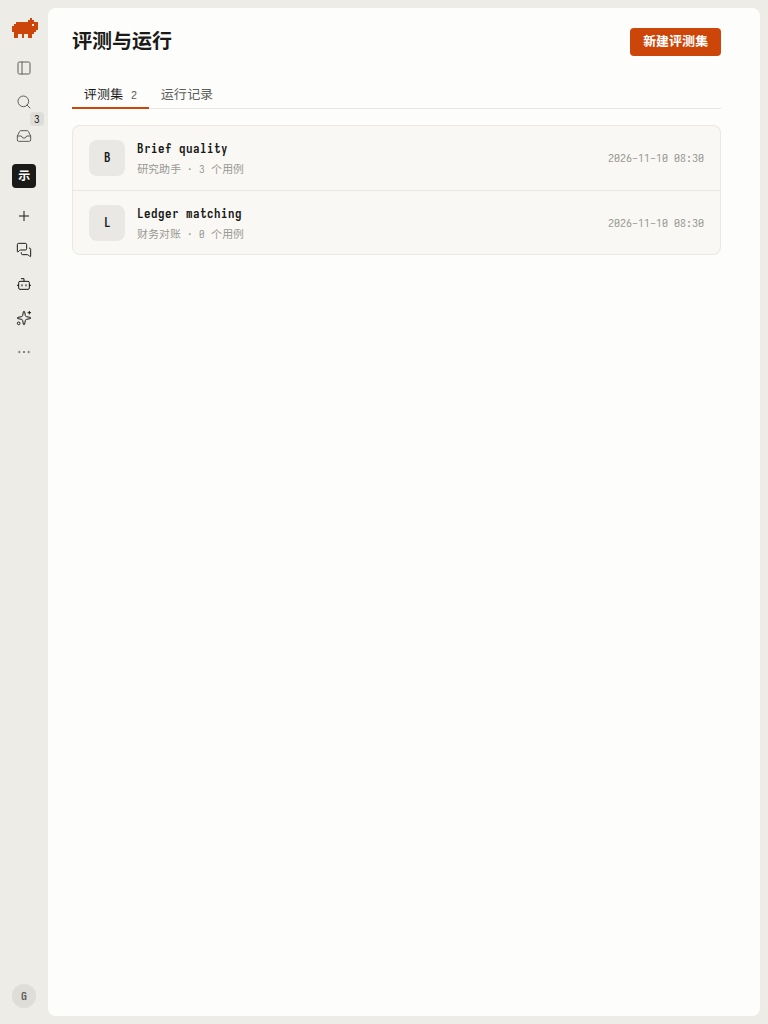 评测与运行
新建评测集
评测集 2
运行记录
3
示
B
Brief quality
研究助手 · 3 个用例
2026-11-10 08:30
L
Ledger matching
财务对账 · 0 个用例
2026-11-10 08:30
G